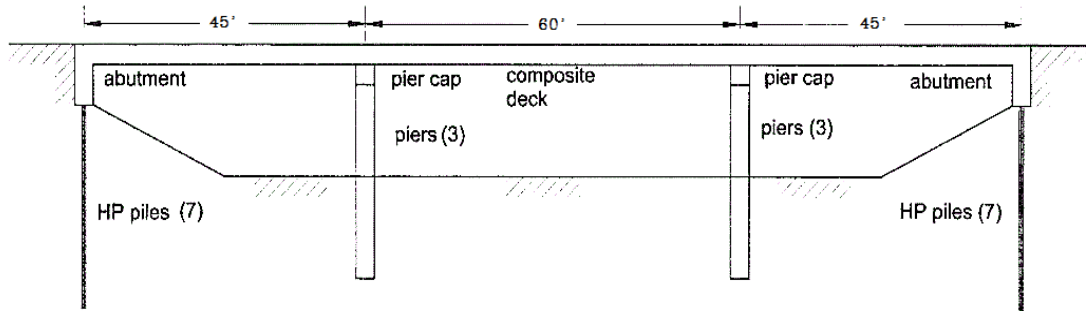 45' 60' 45'
abutment pier cap composite pier cap abutment
deck
piers (3) piers (3)
HP piles (7) HP piles (7)